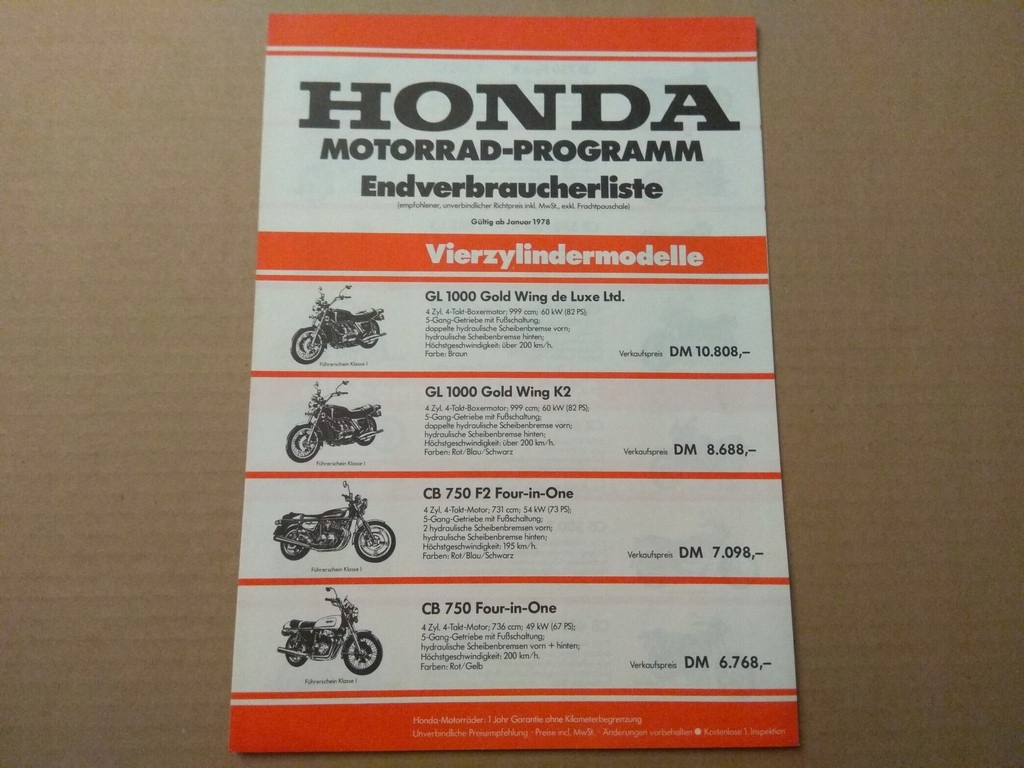 HONDA
MOTORRAD-PROGRAMM
Endverbraucherliste
(empfohlener, unverbindlicher Richtpreis inkl. MwSt., exkl. Frachtpauschale)
Gültig ab Januar 1978
Vierzylindermodelle
GL 1000 Gold Wing de Luxe Ltd.
4 Zyl. 4-Takt-Boxermotor; 999 ccm; 60 kW (82 PS);
5-Gang-Getriebe mit Fußschaltung;
doppelte hydraulische Scheibenbremse vorn;
hydraulische Scheibenbremse hinten;
Höchstgeschwindigkeit: über 200 km/h.
Farbe: Braun
Verkaufspreis DM 10.808,–
Führerschein Klasse I
GL 1000 Gold Wing K2
4 Zyl. 4-Takt-Boxermotor; 999 ccm; 60 kW (82 PS);
5-Gang-Getriebe mit Fußschaltung;
doppelte hydraulische Scheibenbremse vorn;
hydraulische Scheibenbremse hinten;
Höchstgeschwindigkeit: über 200 km/h.
Farben: Rot/Blau/Schwarz
Verkaufspreis DM 8.688,–
Führerschein Klasse I
CB 750 F2 Four-in-One
4 Zyl. 4-Takt-Motor; 731 ccm; 54 kW (73 PS);
5-Gang-Getriebe mit Fußschaltung;
2 hydraulische Scheibenbremsen vorn;
hydraulische Scheibenbremse hinten;
Höchstgeschwindigkeit: 195 km/h.
Farben: Rot/Blau/Schwarz
Verkaufspreis DM 7.098,–
Führerschein Klasse I
CB 750 Four-in-One
4 Zyl. 4-Takt-Motor; 736 ccm; 49 kW (67 PS);
5-Gang-Getriebe mit Fußschaltung;
hydraulische Scheibenbremsen vorn + hinten;
Höchstgeschwindigkeit: 200 km/h.
Farben: Rot/Gelb
Verkaufspreis DM 6.768,–
Führerschein Klasse I
Honda-Motorräder: 1 Jahr Garantie ohne Kilometerbegrenzung
Unverbindliche Preisempfehlung · Preise incl. MwSt. · Änderungen vorbehalten ● Kostenlose 1. Inspektion